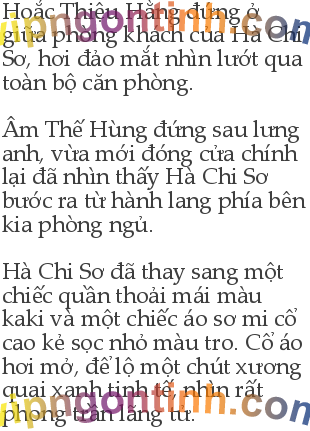 Hoắc Thiệu Hằng đứng ở
giữa phòng khách của Hà Chi
Sơ, hơi đảo mắt nhìn lướt qua
toàn bộ căn phòng.
Âm Thế Hùng đứng sau lưng
anh, vừa mới đóng cửa chính
lại đã nhìn thấy Hà Chi Sơ
bước ra từ hành lang phía bên
kia phòng ngủ.
Hà Chi Sơ đã thay sang một
chiếc quần thoải mái màu
kaki và một chiếc áo sơ mi cổ
cao kẻ sọc nhỏ màu tro. Cổ áo
hơi mở, để lộ một chút xương
quai xanh tinh tế, nhìn rất
phong trần lãng tử.
vipngontinh.com
vipngontinh.com